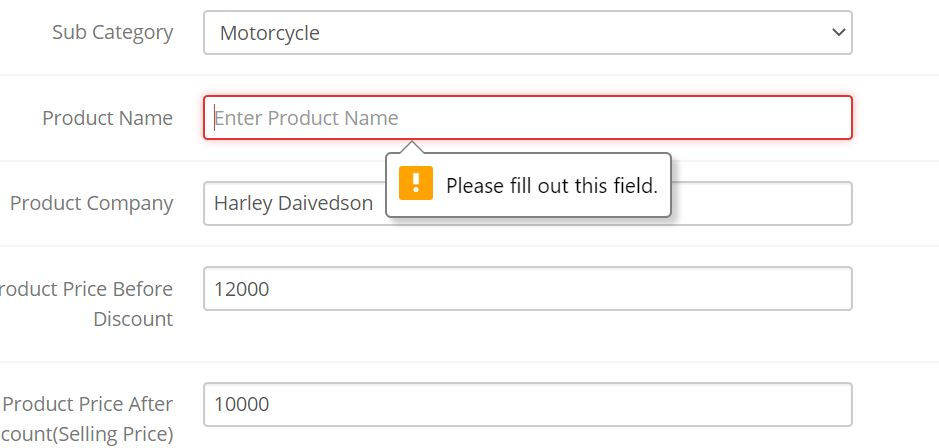 Sub Category
Motorcycle
Product Name
Enter Product Name
Please fill out this field.
Product Company
Harley Daivedson
roduct Price Before
Discount
12000
Product Price After
count(Selling Price)
10000